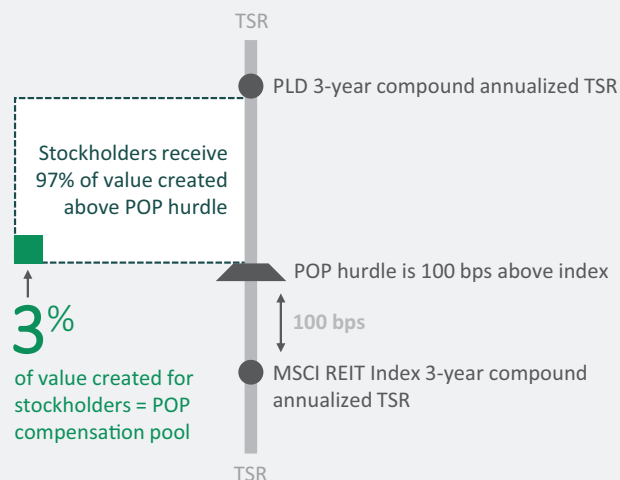 TSR
PLD 3-year compound annualized TSR
Stockholders receive
97% of value created
above POP hurdle
POP hurdle is 100 bps above index
100 bps
3%
of value created for
stockholders = POP
compensation pool
MSCI REIT Index 3-year compound
annualized TSR
TSR